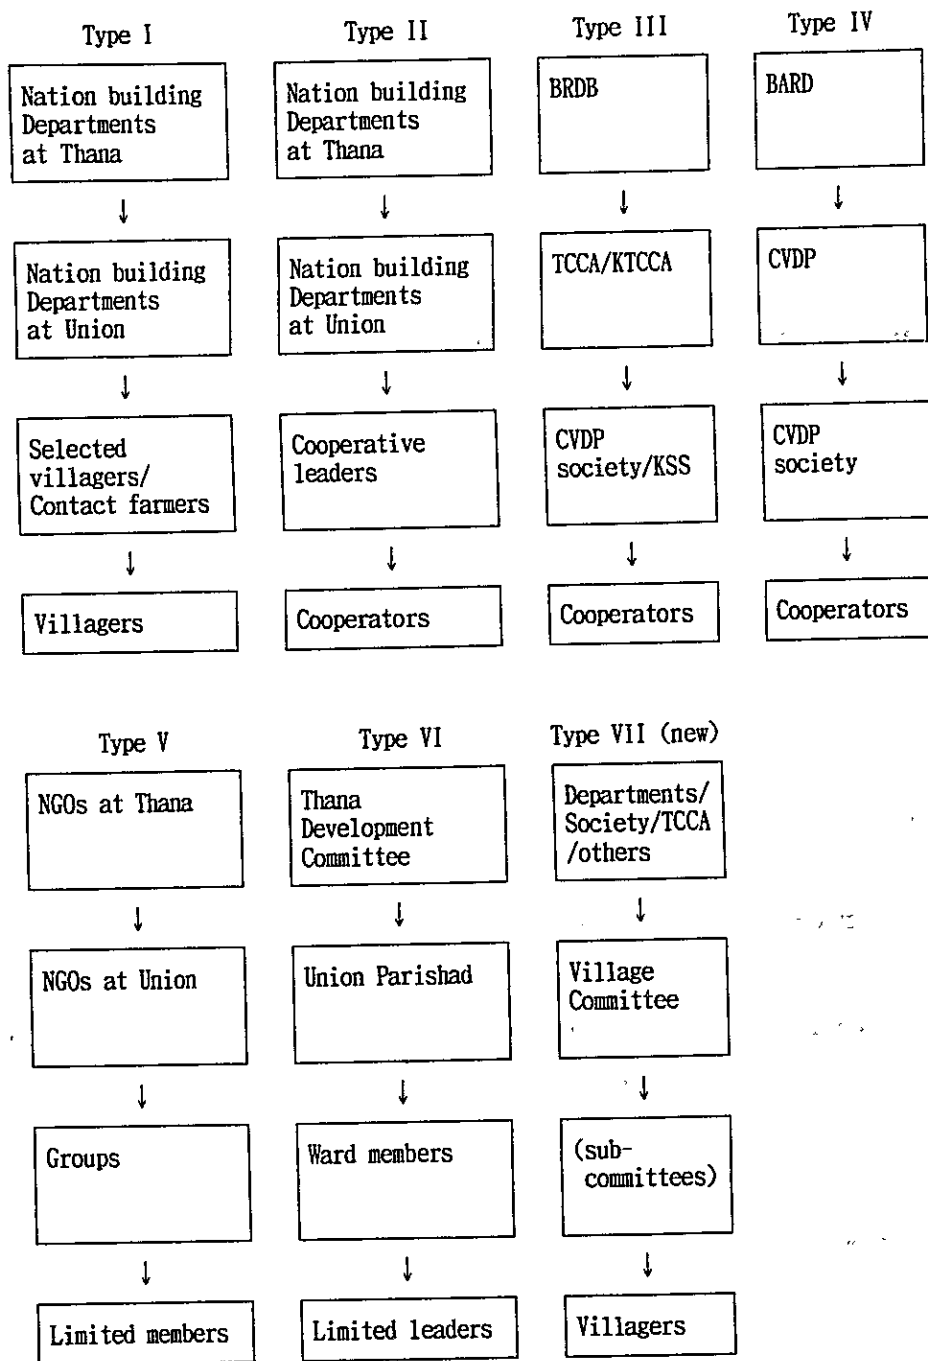 Type I
Nation building
Departments
at Thana
↓
Nation building
Departments
at Union
↓
Selected
villagers/
Contact farmers
↓
Villagers
Type II
Nation building
Departments
at Thana
↓
Nation building
Departments
at Union
↓
Cooperative
leaders
↓
Cooperators
Type III
BRDB
↓
TCCA/KTCCA
↓
CVDP
society/KSS
↓
Cooperators
Type IV
BARD
↓
CVDP
↓
CVDP
society
↓
Cooperators
Type V
NGOs at Thana
↓
NGOs at Union
↓
Groups
↓
Limited members
Type VI
Thana
Development
Committee
↓
Union Parishad
↓
Ward members
↓
Limited leaders
Type VII (new)
Departments/
Society/TCCA
/others
↓
Village
Committee
↓
(sub-
committees)
↓
Villagers